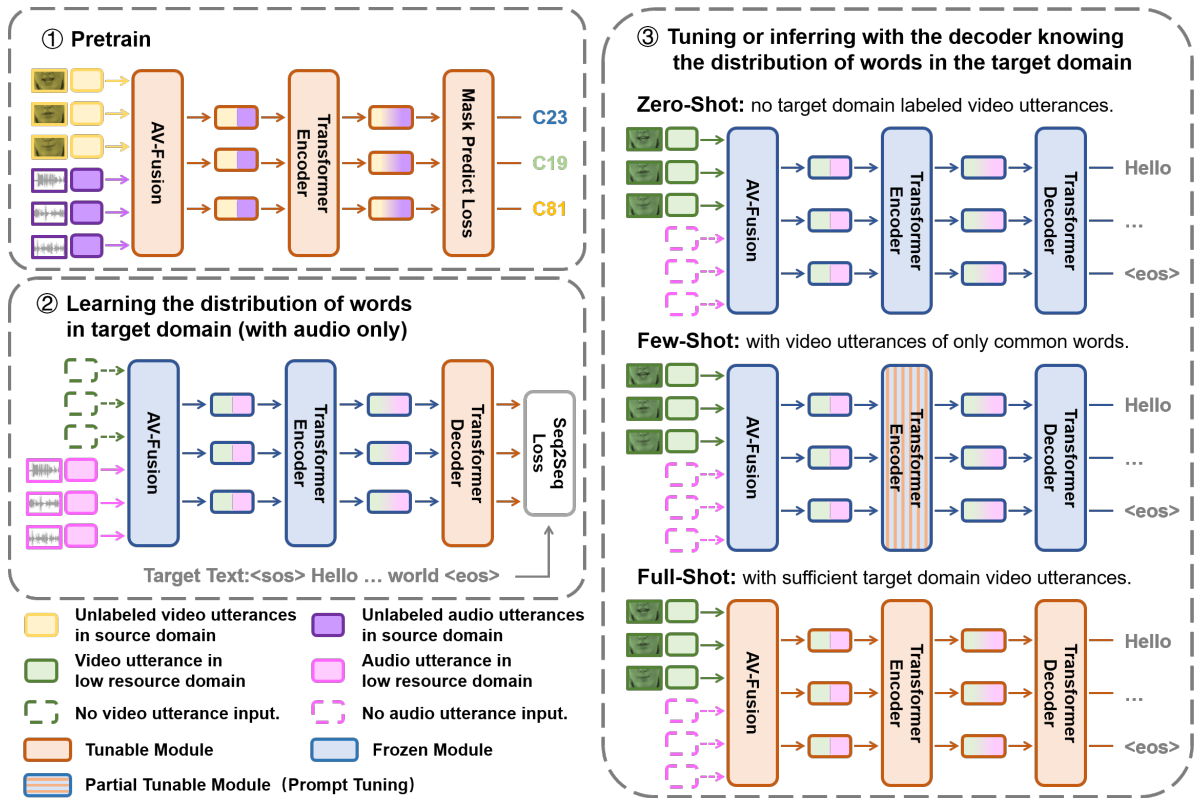 ① Pretrain
AV-Fusion
Transformer
Encoder
Mask Predict Loss
C23
C19
C81
② Learning the distribution of words
in target domain (with audio only)
AV-Fusion
Transformer
Encoder
Transformer
Decoder
Seq2Seq
Loss
Target Text:<sos> Hello ... world <eos>
Unlabeled video utterances
in source domain
Unlabeled audio utterances
in source domain
Video utterance in
low resource domain
Audio utterance in
low resource domain
No video utterance input.
No audio utterance input.
Tunable Module
Frozen Module
Partial Tunable Module（Prompt Tuning）
③ Tuning or inferring with the decoder knowing
the distribution of words in the target domain
Zero-Shot: no target domain labeled video utterances.
AV-Fusion
Transformer
Encoder
Transformer
Decoder
Hello
...
<eos>
Few-Shot: with video utterances of only common words.
AV-Fusion
Transformer
Encoder
Transformer
Decoder
Hello
...
<eos>
Full-Shot: with sufficient target domain video utterances.
AV-Fusion
Transformer
Encoder
Transformer
Decoder
Hello
...
<eos>